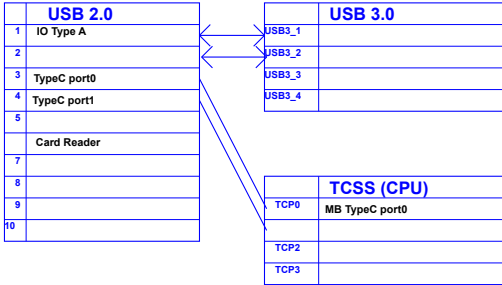 USB 2.0
1 IO Type A
2
3 TypeC port0
4 TypeC port1
5
Card Reader
7
8
9
10
USB 3.0
USB3_1
USB3_2
USB3_3
USB3_4
TCSS (CPU)
TCP0 MB TypeC port0
TCP2
TCP3